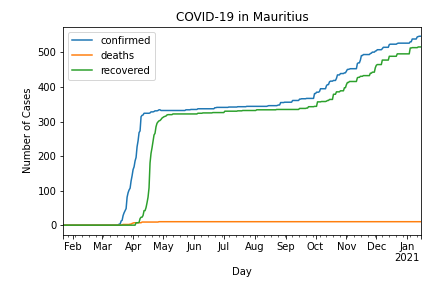 COVID-19 in Mauritius
confirmed
deaths
recovered
Number of Cases
500
400
300
200
100
0
Feb Mar Apr May Jun Jul Aug Sep Oct Nov Dec Jan
2021
Day